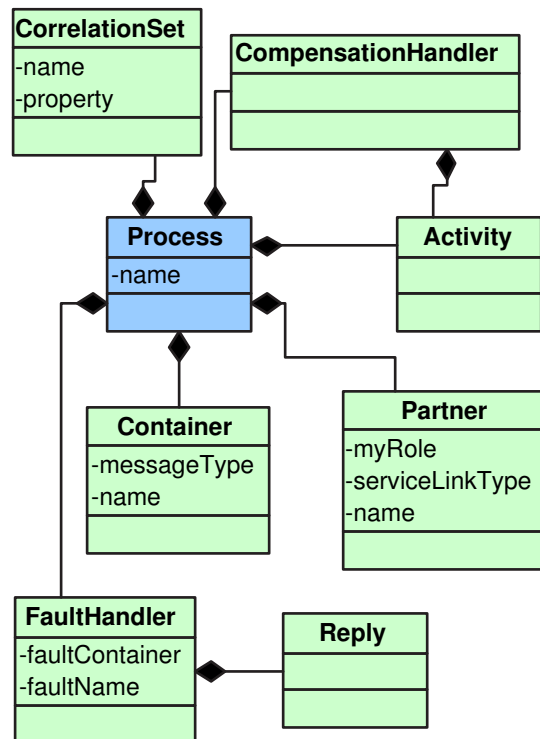 CorrelationSet
-name
-property
CompensationHandler
Process
-name
Activity
Container
-messageType
-name
Partner
-myRole
-serviceLinkType
-name
FaultHandler
-faultContainer
-faultName
Reply